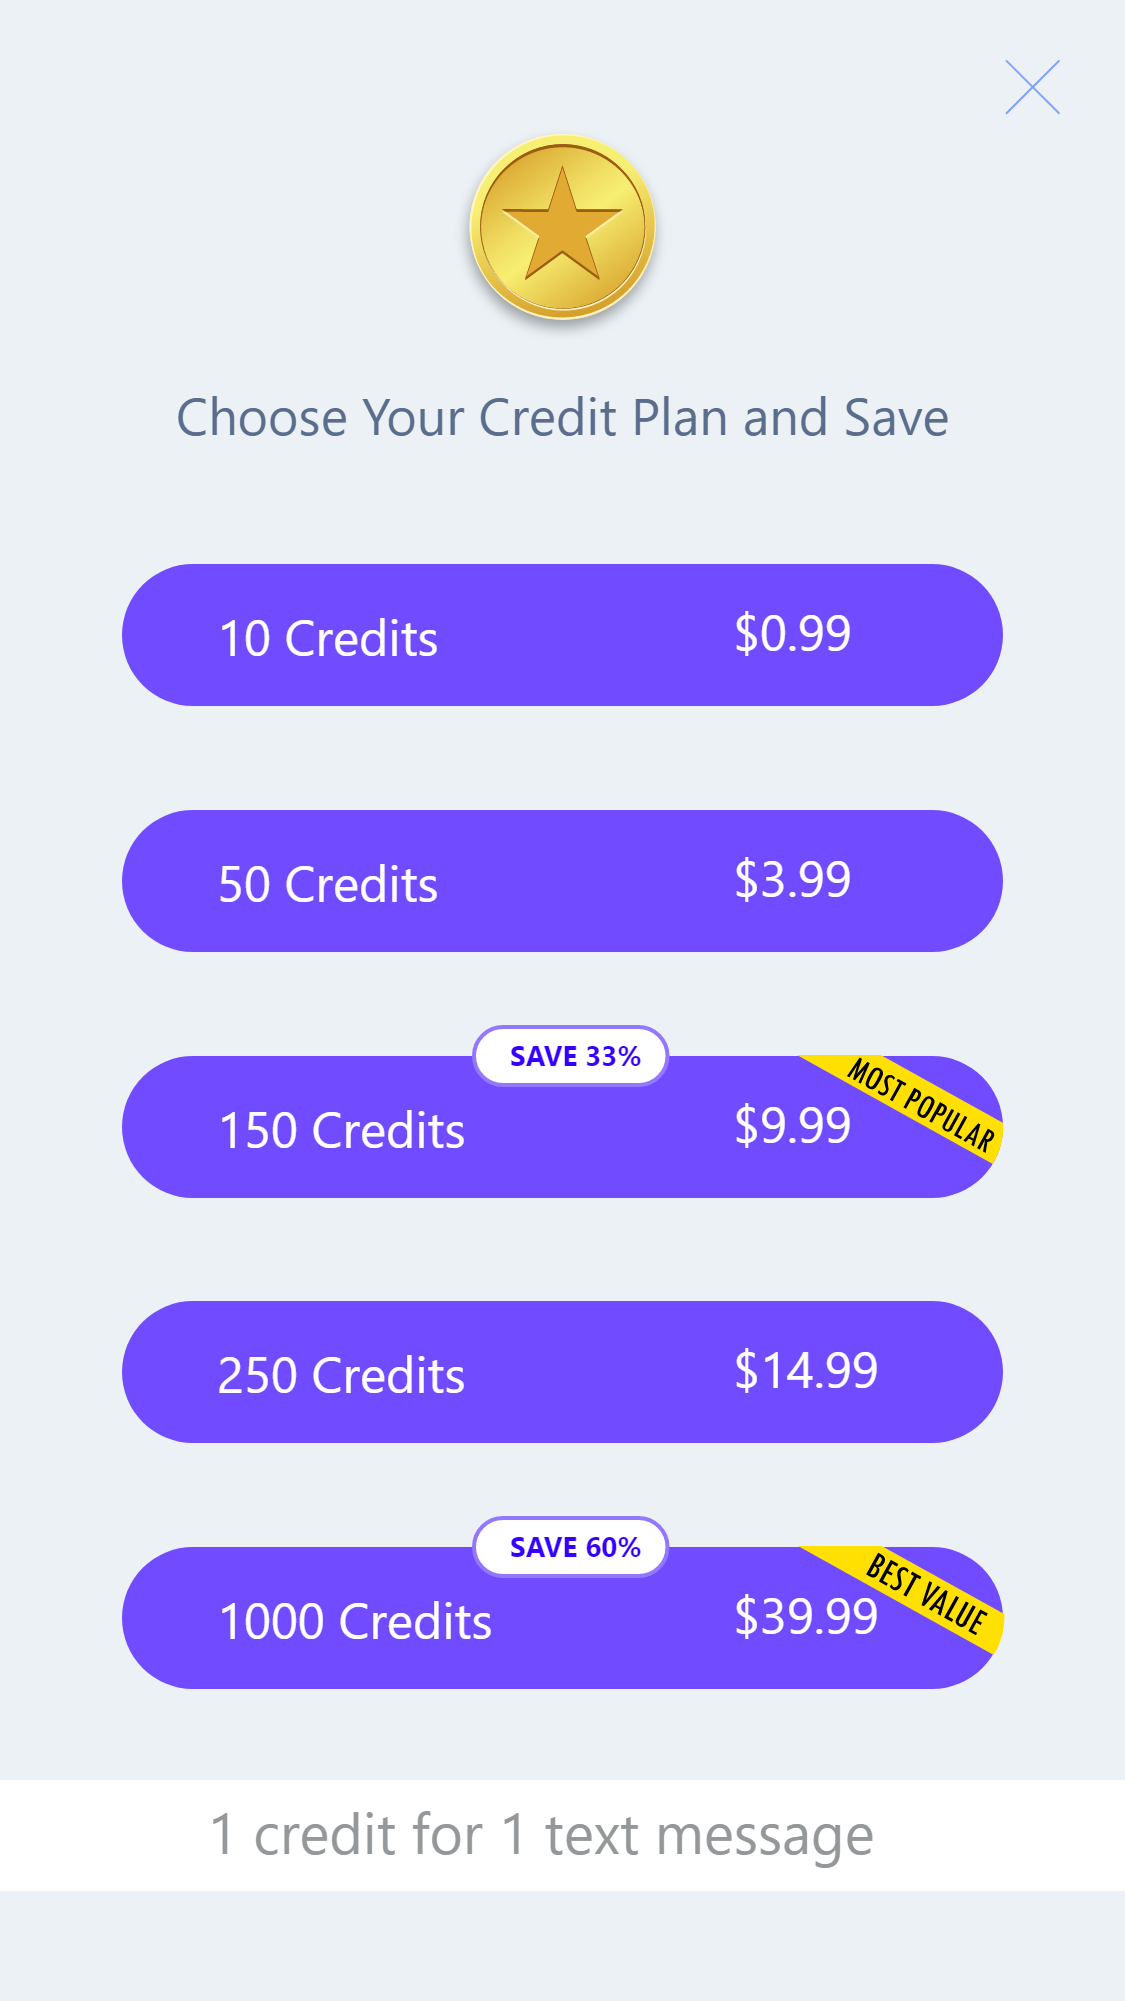 Choose Your Credit Plan and Save
10 Credits
$0.99
50 Credits
$3.99
SAVE 33%
MOST POPULAR
150 Credits
$9.99
250 Credits
$14.99
SAVE 60%
BEST VALUE
1000 Credits
$39.99
1 credit for 1 text message